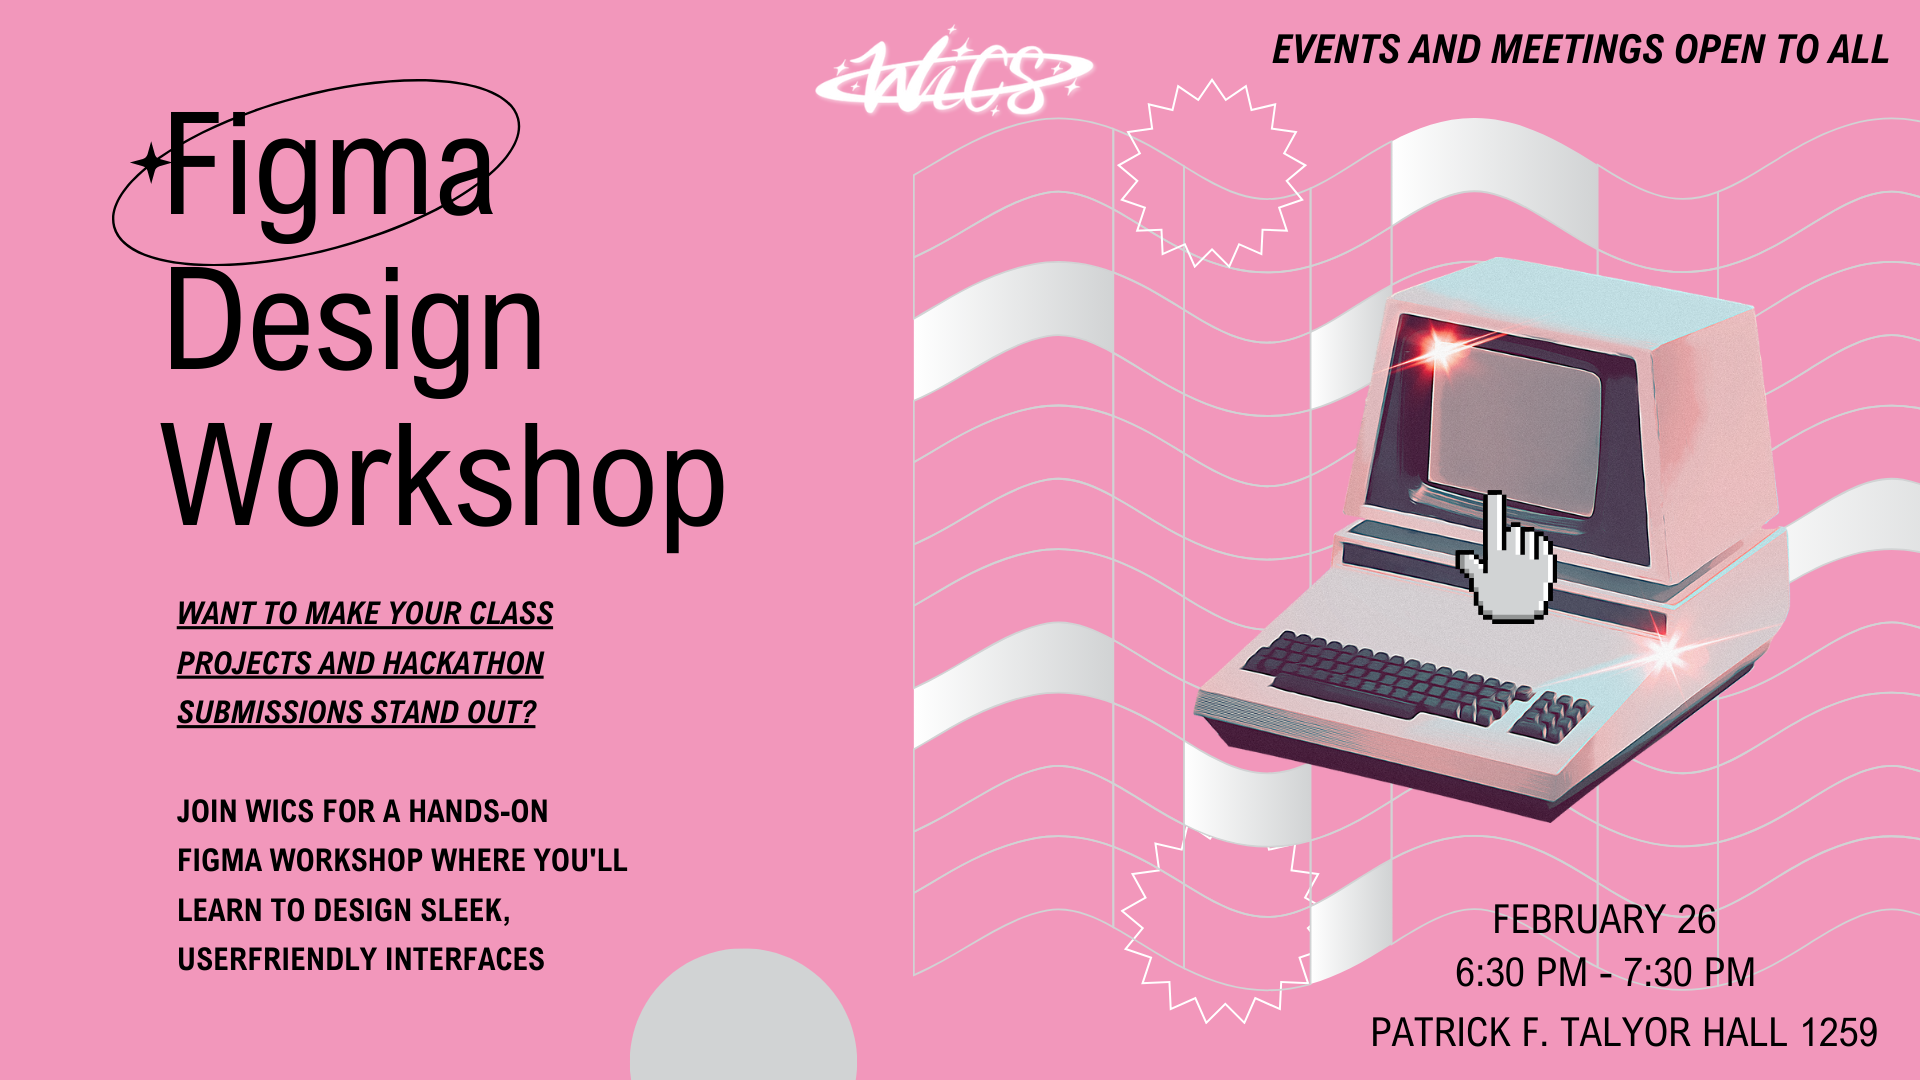 WiCS
EVENTS AND MEETINGS OPEN TO ALL
Figma
Design
Workshop
WANT TO MAKE YOUR CLASS
PROJECTS AND HACKATHON
SUBMISSIONS STAND OUT?
JOIN WICS FOR A HANDS-ON
FIGMA WORKSHOP WHERE YOU'LL
LEARN TO DESIGN SLEEK,
USERFRIENDLY INTERFACES
FEBRUARY 26
6:30 PM - 7:30 PM
PATRICK F. TALYOR HALL 1259